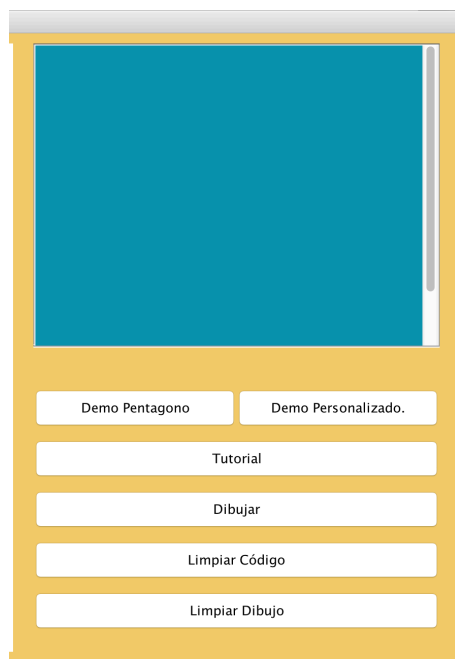 Demo Pentagono
Demo Personalizado.
Tutorial
Dibujar
Limpiar Código
Limpiar Dibujo